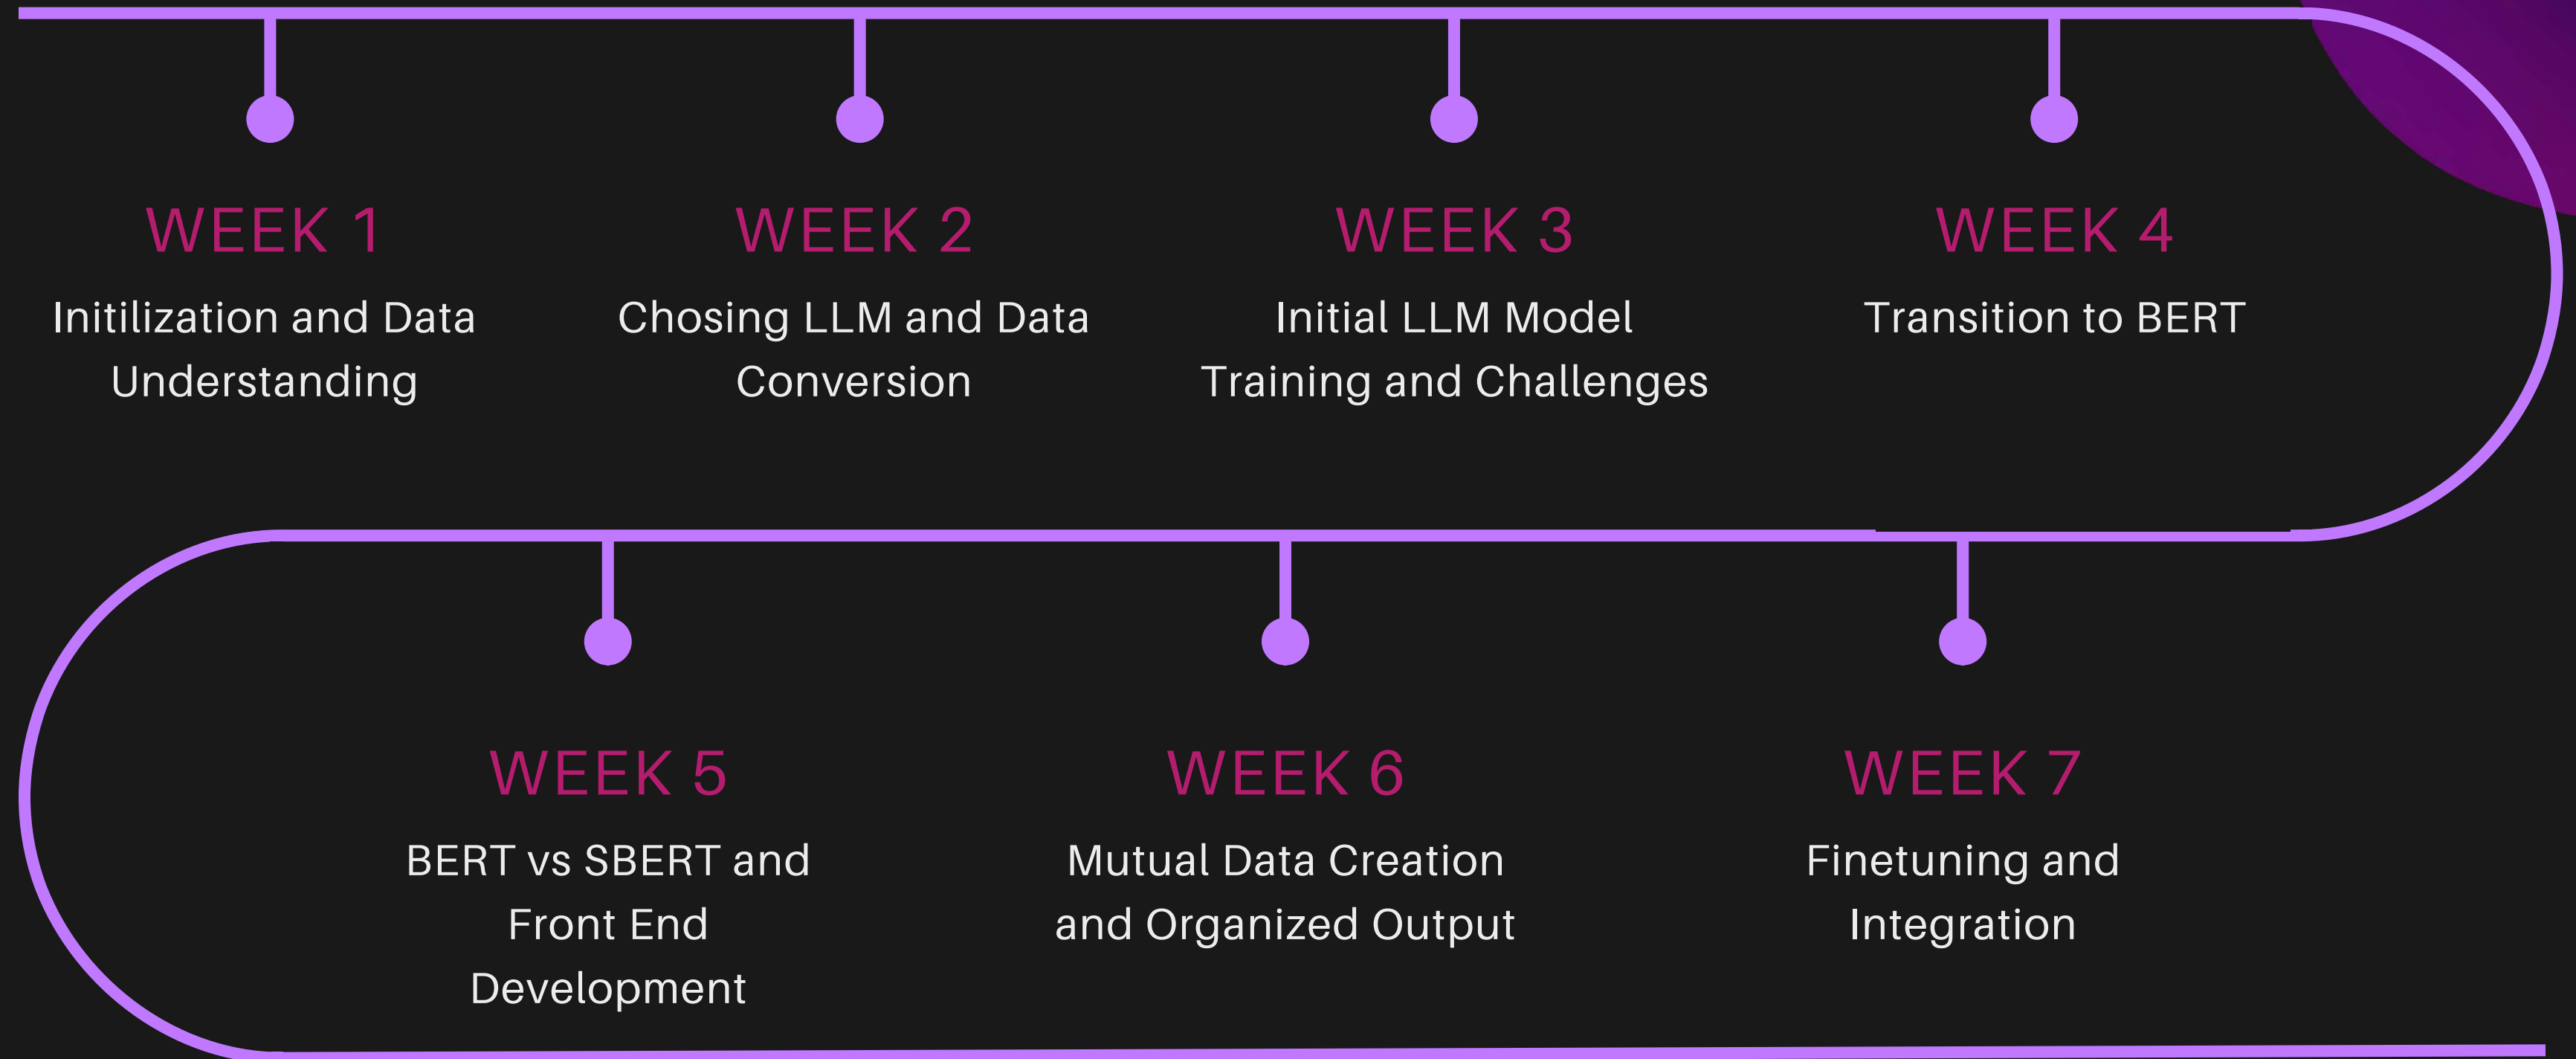 WEEK 1
Initilization and Data
Understanding
WEEK 2
Chosing LLM and Data
Conversion
WEEK 3
Initial LLM Model
Training and Challenges
WEEK 4
Transition to BERT
WEEK 5
BERT vs SBERT and
Front End
Development
WEEK 6
Mutual Data Creation
and Organized Output
WEEK 7
Finetuning and
Integration